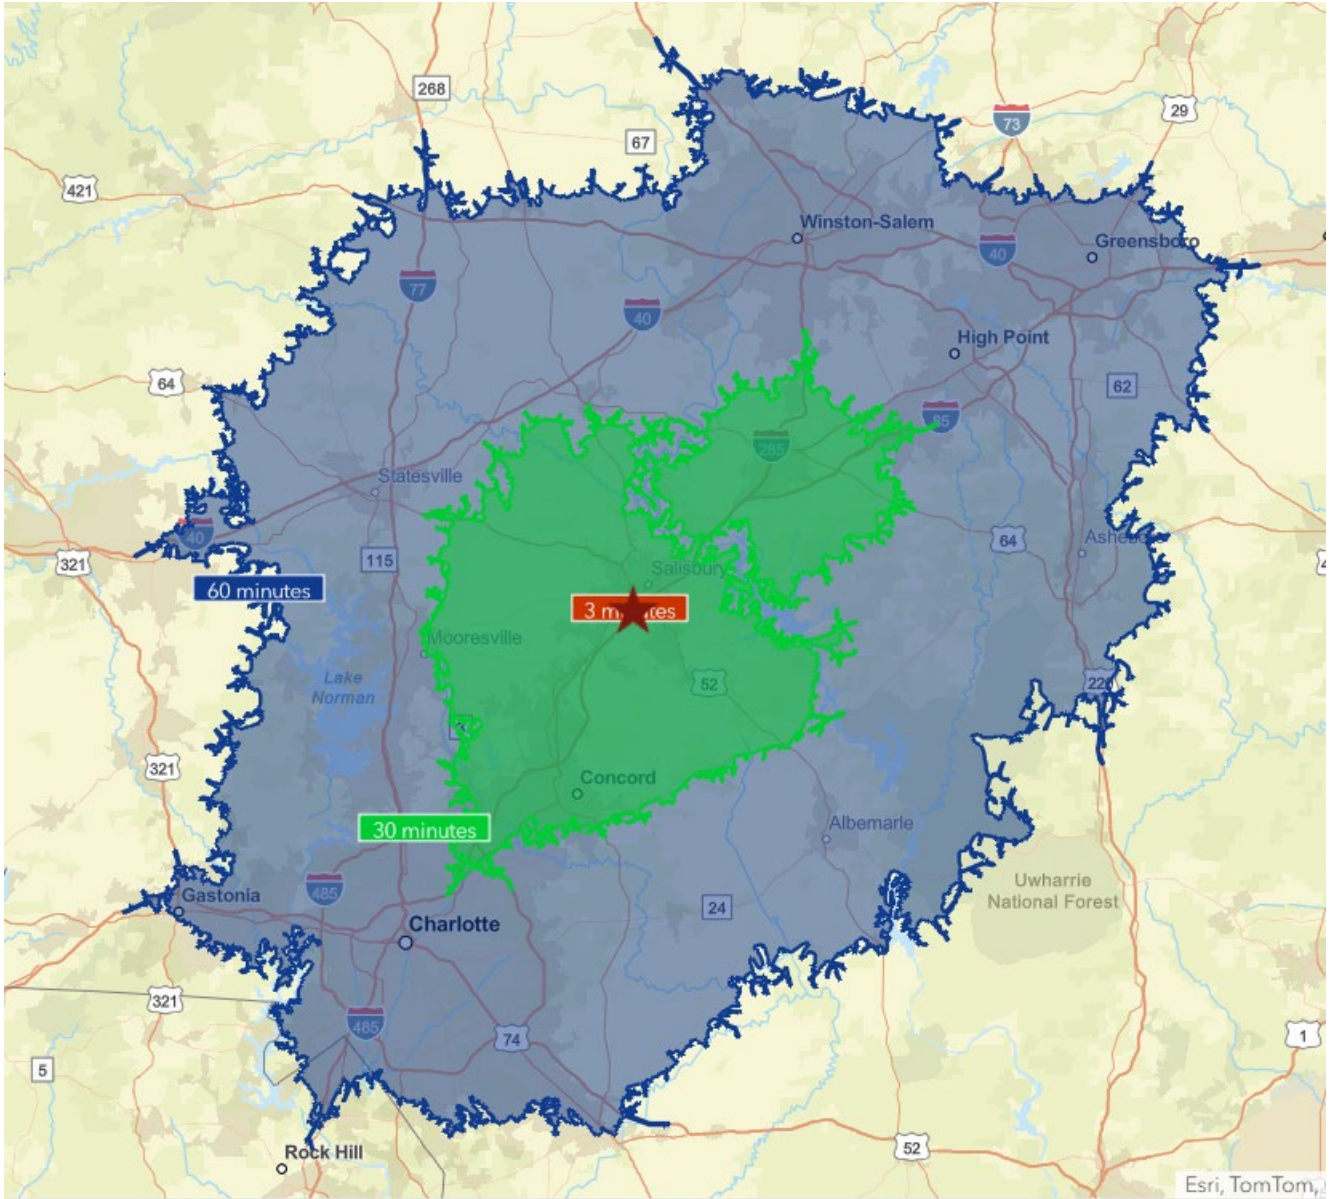 268
67
73
29
421
Winston-Salem
Greensboro
40
77
40
High Point
64
62
85
285
Statesville
40
115
64
321
Salisbury
60 minutes
Mooresville
Lake
Norman
52
220
321
Concord
30 minutes
Albemarle
Uwharrie
National Forest
Gastonia
485
24
Charlotte
321
485
74
1
5
Rock Hill
52
Esri, TomTom,